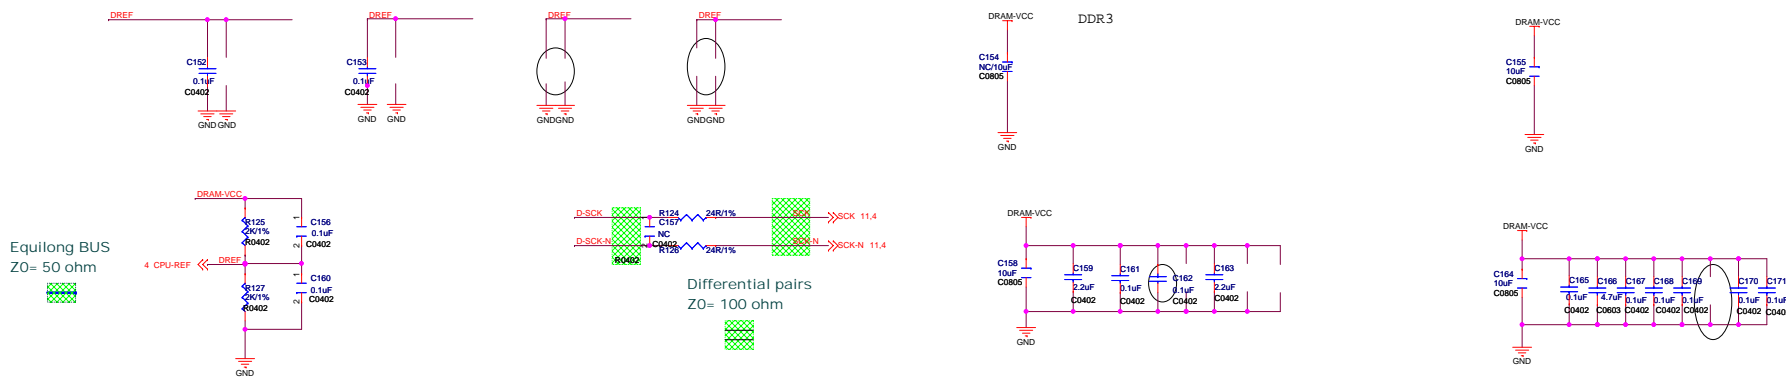 DREF
C152
0.1uF
C0402
GND GND
DREF
C153
0.1uF
C0402
GND
GND
DREF
GNDGND
DREF
GNDGND
DRAM-VCC
C154
NC/10uF
C0805
GND
DDR3
DRAM-VCC
C155
10uF
C0805
GND
Equilong BUS
Z0= 50 ohm
DRAM-VCC
R125
2K/1%
R0402
1
C156
0.1uF
2
C0402
4 CPU-REF
DREF
R127
2K/1%
R0402
1
C160
0.1uF
2
C0402
GND
D-SCK
R124
24R/1%
SCK
SCK 11,4
C157
NC
C0402
D-SCK-N
R126
24R/1%
SCK-N
SCK-N 11,4
R0402
Differential pairs
Z0= 100 ohm
DRAM-VCC
C158
10uF
C0805
C159
2.2uF
C0402
C161
0.1uF
C0402
C162
0.1uF
C0402
C163
2.2uF
C0402
GND
DRAM-VCC
C164
10uF
C0805
C165
0.1uF
C0402
C166
4.7uF
C0603
C167
0.1uF
C0402
C168
0.1uF
C0402
C169
0.1uF
C0402
C170
0.1uF
C0402
C171
0.1uF
GND